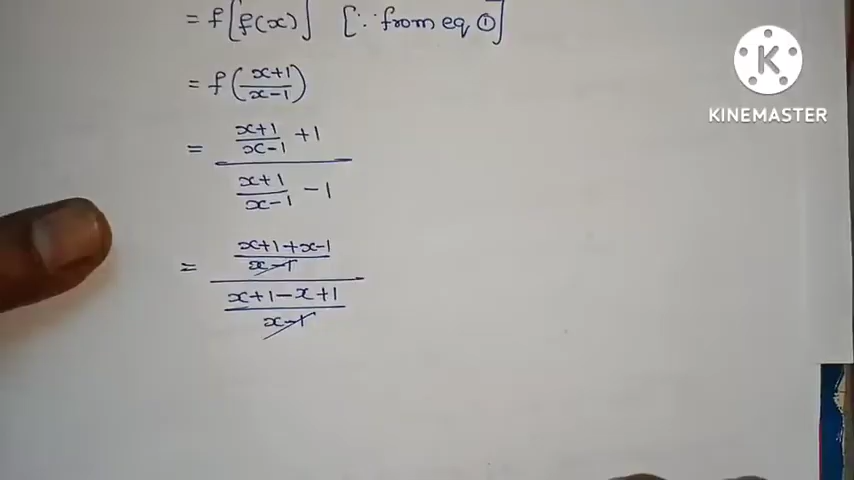 = f[f(x)] [∵ from eq ①]
= f((x+1)/(x-1))
= ((x+1)/(x-1) + 1)/((x+1)/(x-1) - 1)
= ((x+1+x-1)/(x-1))/((x+1-x+1)/(x-1))
KINEMASTER